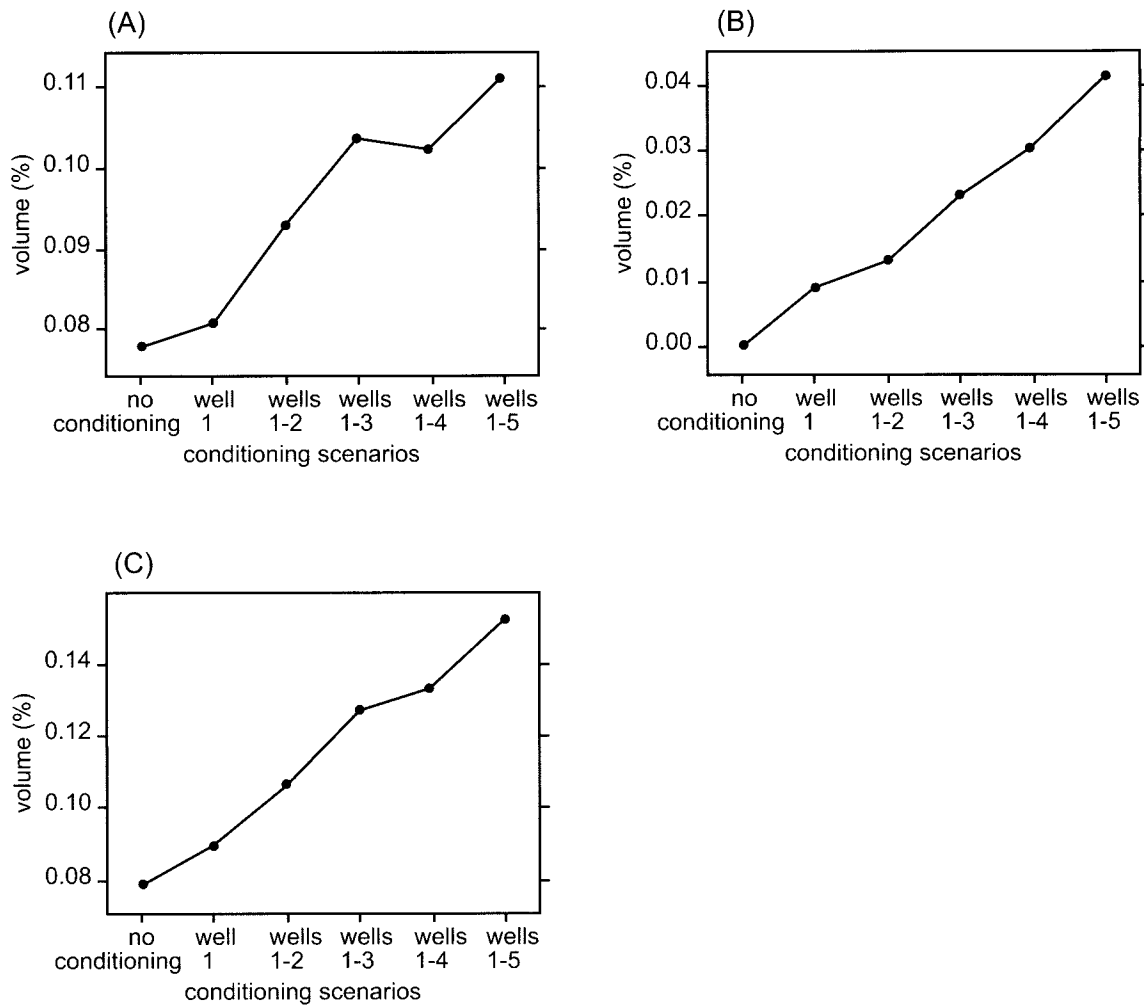 (A)
volume (%)
0.11
0.10
0.09
0.08
no well wells wells wells wells
conditioning 1 1-2 1-3 1-4 1-5
conditioning scenarios
(B)
volume (%)
0.04
0.03
0.02
0.01
0.00
no well wells wells wells wells
conditioning 1 1-2 1-3 1-4 1-5
conditioning scenarios
(C)
volume (%)
0.14
0.12
0.10
0.08
no well wells wells wells wells
conditioning 1 1-2 1-3 1-4 1-5
conditioning scenarios